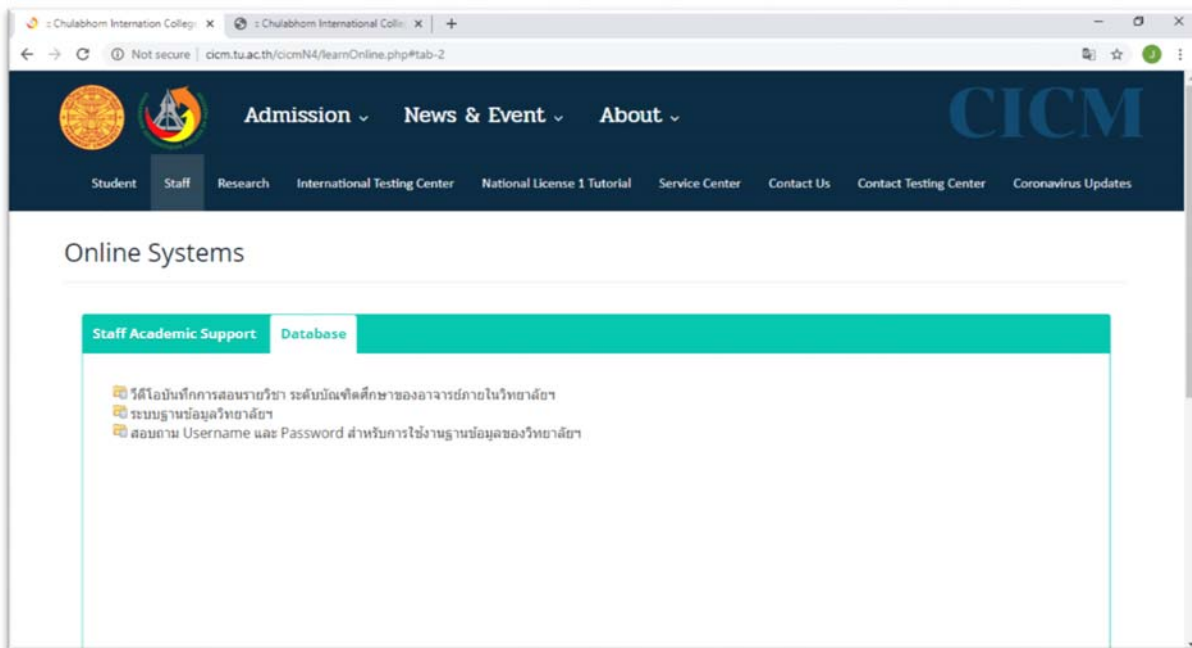 :: Chulabhorn Internation College
:: Chulabhorn International Colle
Not secure | cicm.tu.ac.th/cicmN4/learnOnline.php#tab-2
J
Admission
News & Event
About
CICM
Student
Staff
Research
International Testing Center
National License 1 Tutorial
Service Center
Contact Us
Contact Testing Center
Coronavirus Updates
Online Systems
Staff Academic Support
Database
วีดีโอบันทึกการสอนรายวิชา ระดับบัณฑิตศึกษาของอาจารย์ภายในวิทยาลัยฯ
ระบบฐานข้อมูลวิทยาลัยฯ
สอบถาม Username และ Password สำหรับการใช้งานฐานข้อมูลของวิทยาลัยฯ